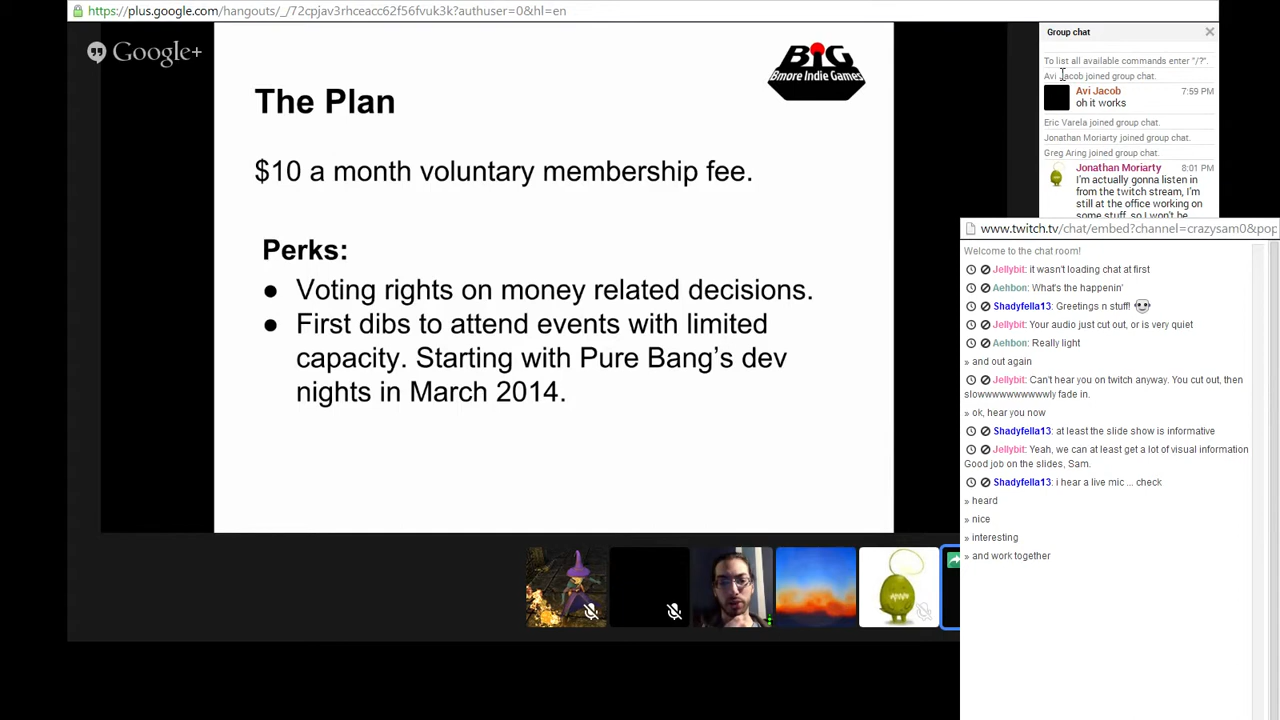 https://plus.google.com/hangouts/_/72cpjav3rhceacc62f56fvuk3k?authuser=0&hl=en
Google+
BIG
Bmore Indie Games
The Plan
$10 a month voluntary membership fee.
Perks:
● Voting rights on money related decisions.
● First dibs to attend events with limited
capacity. Starting with Pure Bang's dev
nights in March 2014.
Group chat
To list all available commands enter "/?".
Avi Jacob joined group chat.
Avi Jacob 7:59 PM
oh it works
Eric Varela joined group chat.
Jonathan Moriarty joined group chat.
Greg Aring joined group chat.
Jonathan Moriarty 8:01 PM
I'm actually gonna listen in
from the twitch stream, I'm
still at the office working on
some stuff, so I won't be
www.twitch.tv/chat/embed?channel=crazysam0&pop
Welcome to the chat room!
Jellybit: it wasn't loading chat at first
Aehbon: What's the happenin'
Shadyfella13: Greetings n stuff!
Jellybit: Your audio just cut out, or is very quiet
Aehbon: Really light
» and out again
Jellybit: Can't hear you on twitch anyway. You cut out, then
slowwwwwwwwwwly fade in.
» ok, hear you now
Shadyfella13: at least the slide show is informative
Jellybit: Yeah, we can at least get a lot of visual information
Good job on the slides, Sam.
Shadyfella13: i hear a live mic ... check
» heard
» nice
» interesting
» and work together